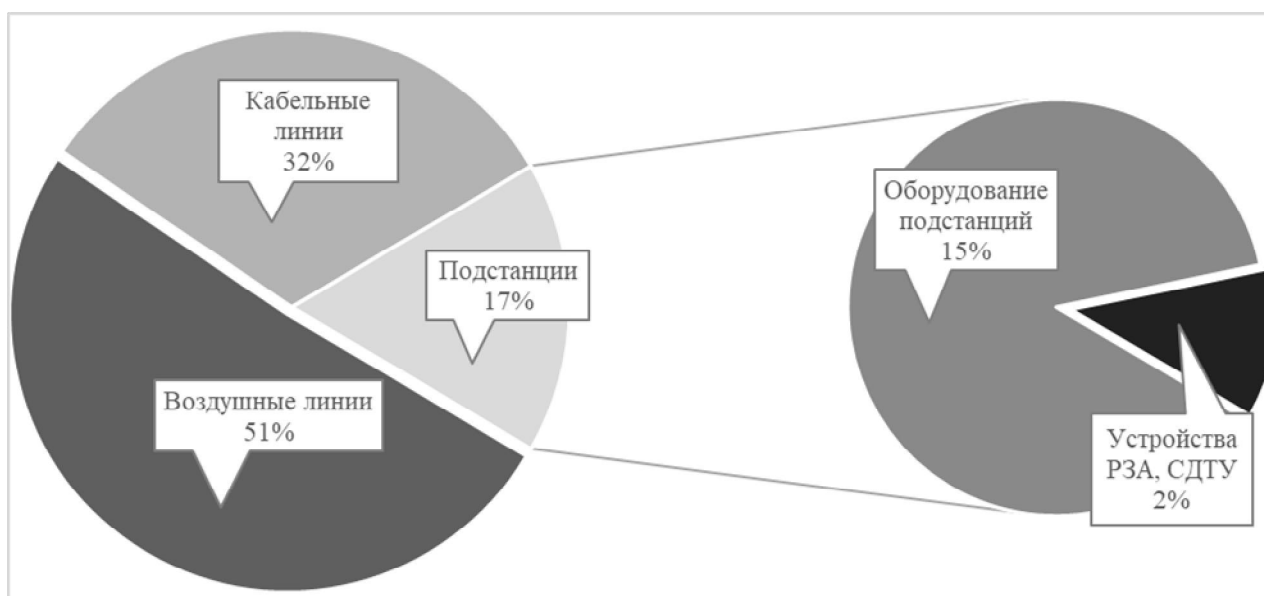 Кабельные
линии
32%
Подстанции
17%
Воздушные линии
51%
Оборудование
подстанций
15%
Устройства
РЗА, СДТУ
2%